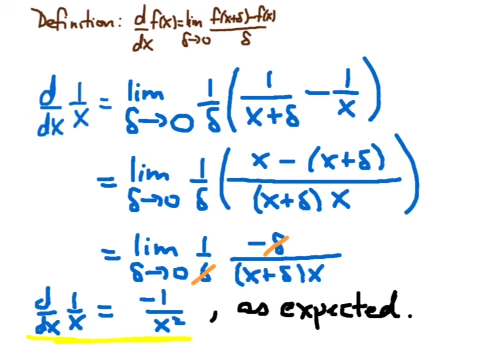 Definition: d/dx f(x) = lim δ→0 f(x+δ)-f(x)/δ
d/dx 1/x = lim δ→0 1/δ (1/(x+δ) - 1/x)
= lim δ→0 1/δ (x - (x+δ)/(x+δ)x)
= lim δ→0 1/δ -δ/(x+δ)x
d/dx 1/x = -1/x², as expected.